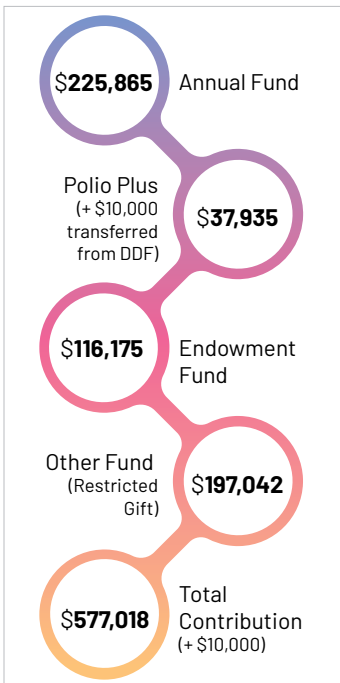 $225,865 Annual Fund
Polio Plus
(+ $10,000
transferred
from DDF)
$37,935
$116,175
Endowment
Fund
Other Fund
(Restricted
Gift)
$197,042
$577,018
Total
Contribution
(+ $10,000)